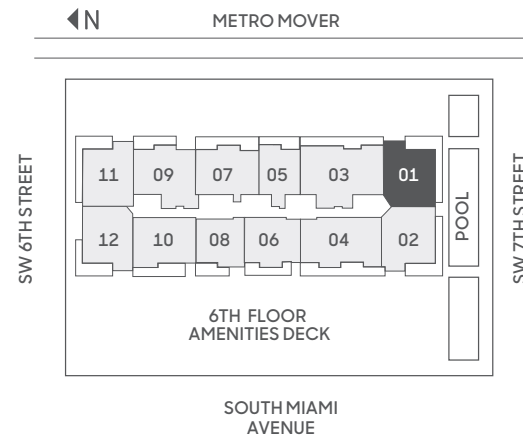 N
METRO MOVER
SW 6TH STREET
11 09 07 05 03 01
12 10 08 06 04 02
POOL
SW 7TH STREET
6TH FLOOR
AMENITIES DECK
SOUTH MIAMI
AVENUE